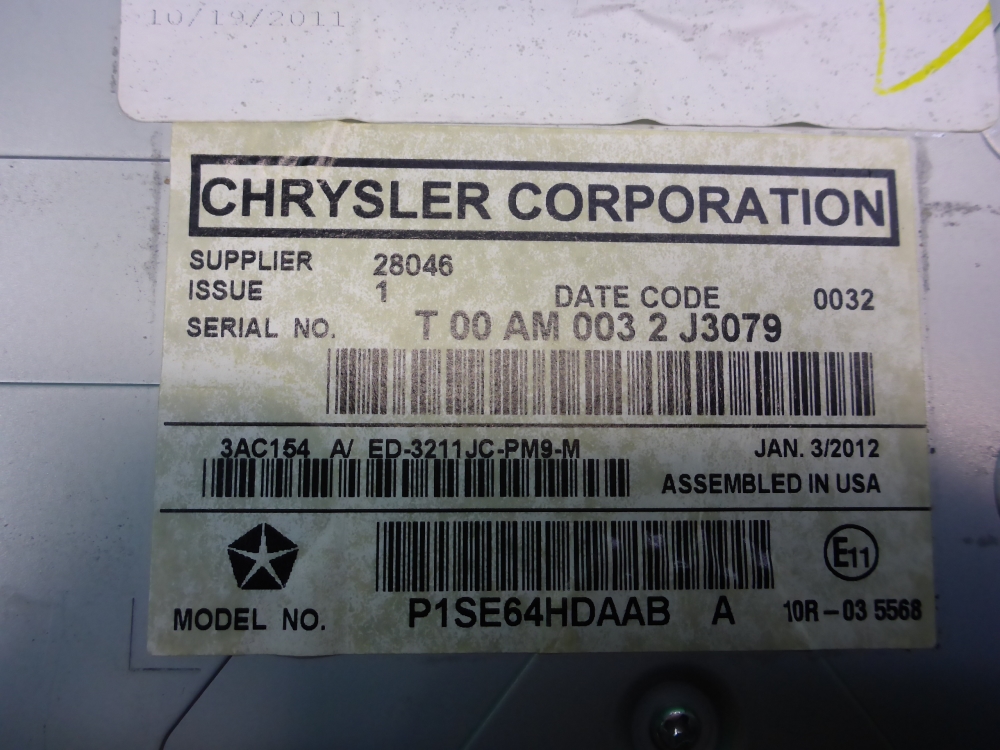 10/19/2011
CHRYSLER CORPORATION
SUPPLIER 28046
ISSUE 1 DATE CODE 0032
SERIAL NO. T 00 AM 003 2 J3079
3AC154 A/ ED-3211JC-PM9-M JAN. 3/2012
ASSEMBLED IN USA
E11
MODEL NO. P1SE64HDAAB A 10R-03 5568